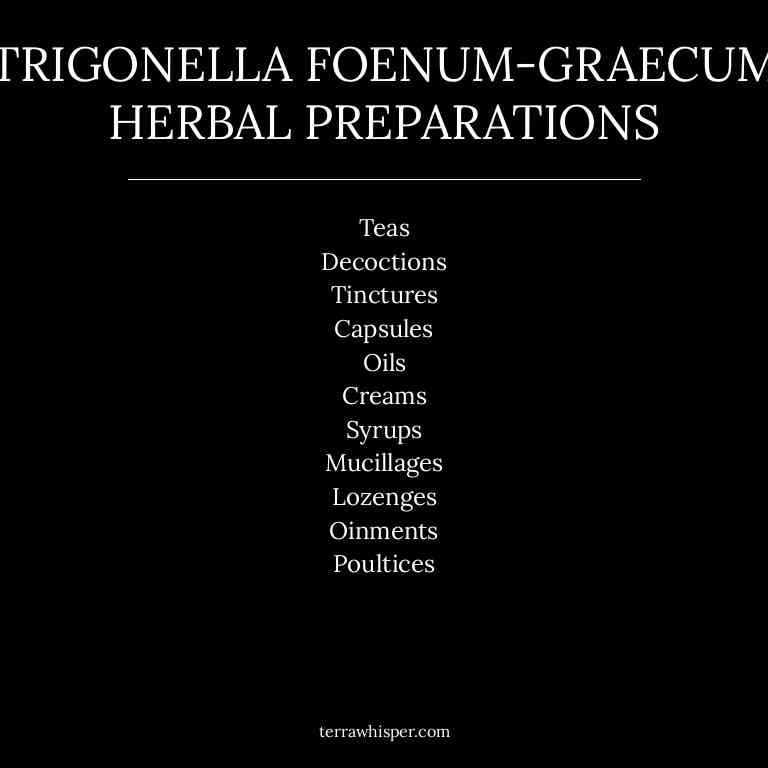 TRIGONELLA FOENUM-GRAECUM
HERBAL PREPARATIONS
Teas
Decoctions
Tinctures
Capsules
Oils
Creams
Syrups
Mucillages
Lozenges
Oinments
Poultices
terrawhisper.com